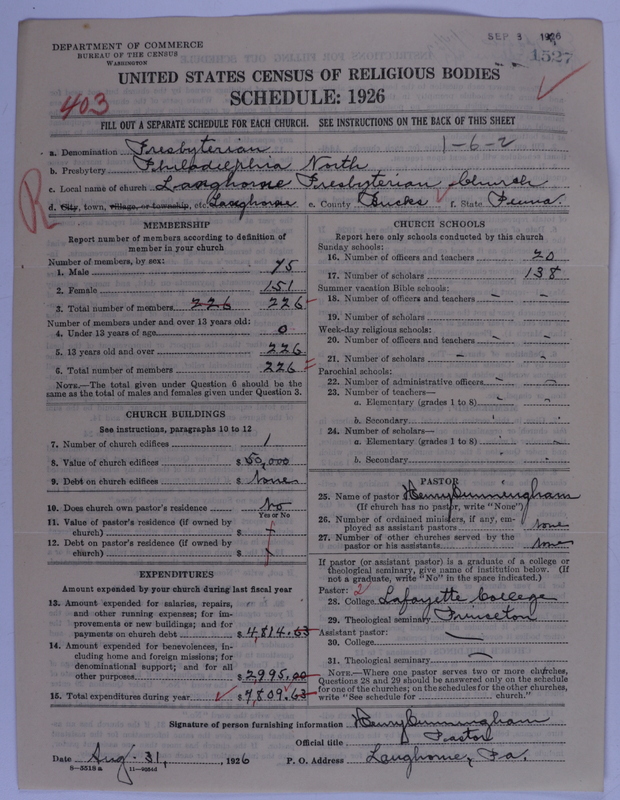 DEPARTMENT OF COMMERCE
BUREAU OF THE CENSUS
WASHINGTON
SEP 3 1926
1527
UNITED STATES CENSUS OF RELIGIOUS BODIES
SCHEDULE: 1926
403
FILL OUT A SEPARATE SCHEDULE FOR EACH CHURCH. SEE INSTRUCTIONS ON THE BACK OF THIS SHEET
a. Denomination Presbyterian 1-6-2
b. Presbytery Philadelphia North
c. Local name of church Langhorne Presbyterian Church
d. City, town, village, or township, etc. Langhorne e. County Bucks f. State Penna.
R
MEMBERSHIP
Report number of members according to definition of
member in your church
Number of members, by sex:
1. Male 75
2. Female 151
3. Total number of members 226 226
Number of members under and over 13 years old:
4. Under 13 years of age 0
5. 13 years old and over 226
6. Total number of members 226
NOTE.—The total given under Question 6 should be
same as the total of males and females given under Question 3.
CHURCH BUILDINGS
See instructions, paragraphs 10 to 12
7. Number of church edifices 1
8. Value of church edifices $ 50,000
9. Debt on church edifices $ None
10. Does church own pastor's residence No
Yes or No
11. Value of pastor's residence (if owned by
church) $ –
12. Debt on pastor's residence (if owned by
church) $ –
EXPENDITURES
Amount expended by your church during last fiscal year
13. Amount expended for salaries, repairs,
and other running expenses; for im-
provements or new buildings; and for
payments on church debt $ 4,814.63
14. Amount expended for benevolences, in-
cluding home and foreign missions; for
denominational support; and for all
other purposes $ 2995.00
15. Total expenditures during year $ 7,809.63
CHURCH SCHOOLS
Report here only schools conducted by this church
Sunday schools:
16. Number of officers and teachers 20
17. Number of scholars 138
Summer vacation Bible schools:
18. Number of officers and teachers – –
19. Number of scholars
Week-day religious schools:
20. Number of officers and teachers – –
21. Number of scholars – –
Parochial schools:
22. Number of administrative officers – –
23. Number of teachers—
a. Elementary (grades 1 to 8) – –
b. Secondary –
24. Number of scholars—
a. Elementary (grades 1 to 8) – –
b. Secondary – –
PASTOR
25. Name of pastor Henry Cunningham
(If church has no pastor, write "None")
26. Number of ordained ministers, if any, em-
ployed as assistant pastors none
27. Number of other churches served by the
pastor or his assistants none
If pastor (or assistant pastor) is a graduate of a college or
theological seminary, give name of institution below. (If
not a graduate, write "No" in the space indicated.)
Pastor: 2
28. College Lafayette College
29. Theological seminary Princeton
Assistant pastor:
30. College –
31. Theological seminary –
NOTE.—Where one pastor serves two or more churches,
Questions 28 and 29 should be answered only on the schedule
for one of the churches; on the schedules for the other churches,
write "See schedule for church."
Signature of person furnishing information Henry Cunningham
Official title Pastor
Date Aug. 31, 1926 P. O. Address Langhorne, Pa.
8-5518a 11-9554d